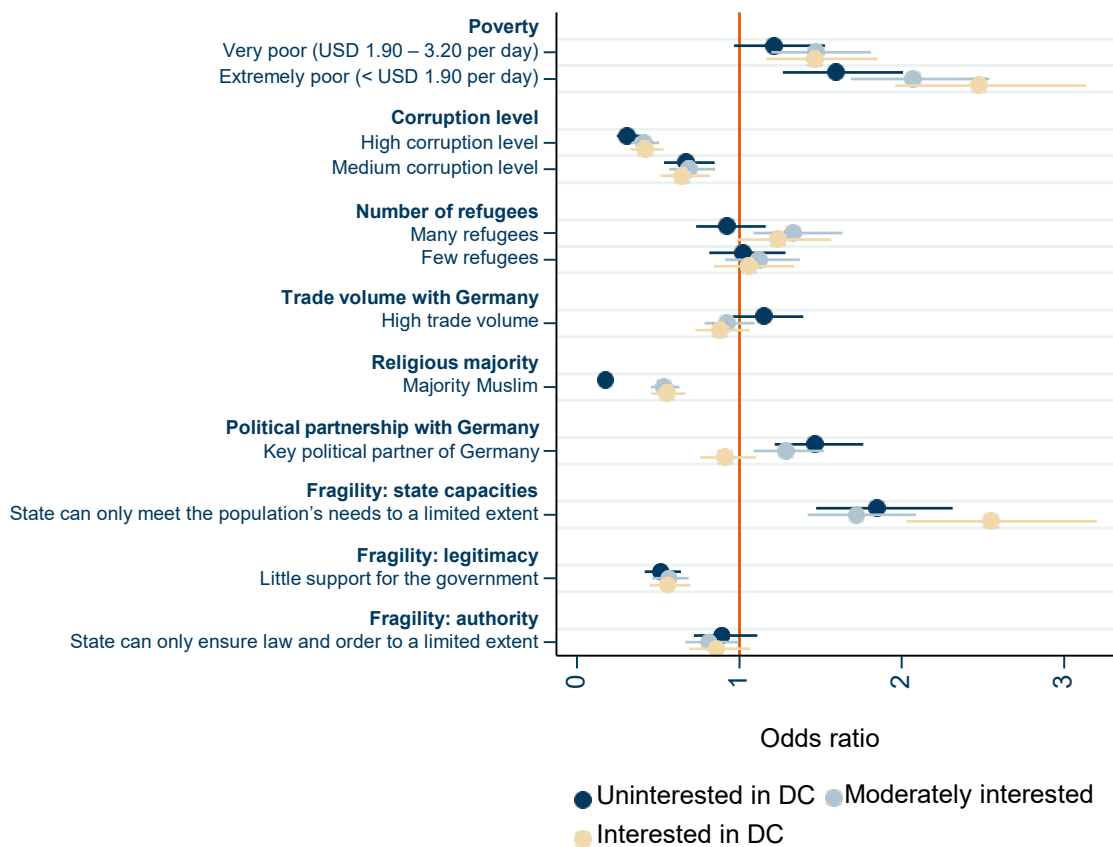 Poverty
Very poor (USD 1.90 – 3.20 per day)
Extremely poor (< USD 1.90 per day)
Corruption level
High corruption level
Medium corruption level
Number of refugees
Many refugees
Few refugees
Trade volume with Germany
High trade volume
Religious majority
Majority Muslim
Political partnership with Germany
Key political partner of Germany
Fragility: state capacities
State can only meet the population’s needs to a limited extent
Fragility: legitimacy
Little support for the government
Fragility: authority
State can only ensure law and order to a limited extent
0 1 2 3
Odds ratio
Uninterested in DC Moderately interested
Interested in DC